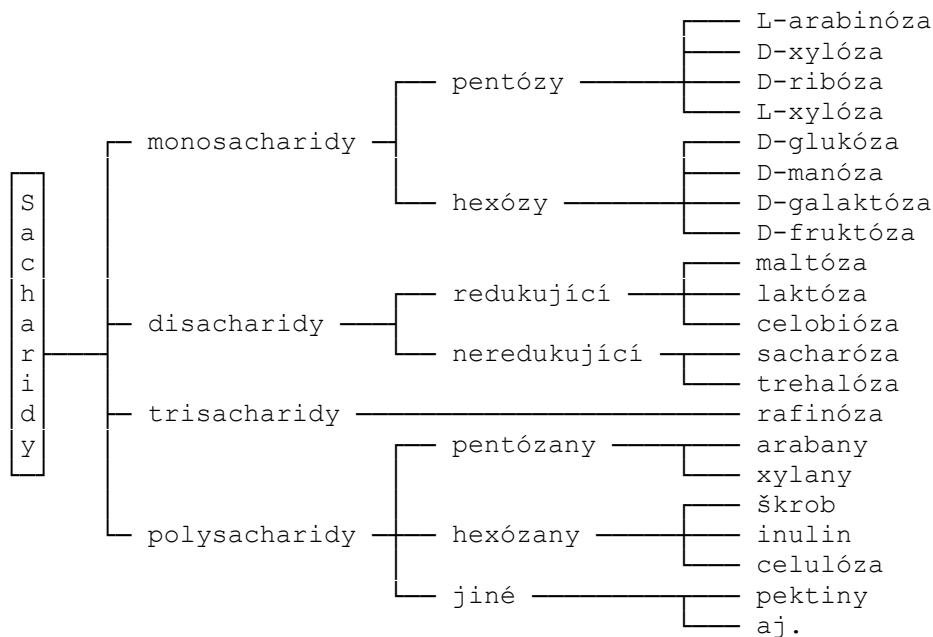 Sacharidy
monosacharidy
pentózy
L-arabinóza
D-xylóza
D-ribóza
L-xylóza
hexózy
D-glukóza
D-manóza
D-galaktóza
D-fruktóza
disacharidy
redukující
maltóza
laktóza
celobióza
neredukující
sacharóza
trehalóza
trisacharidy
rafinóza
polysacharidy
pentózany
arabany
xylany
hexózany
škrob
inulin
celulóza
jiné
pektiny
aj.